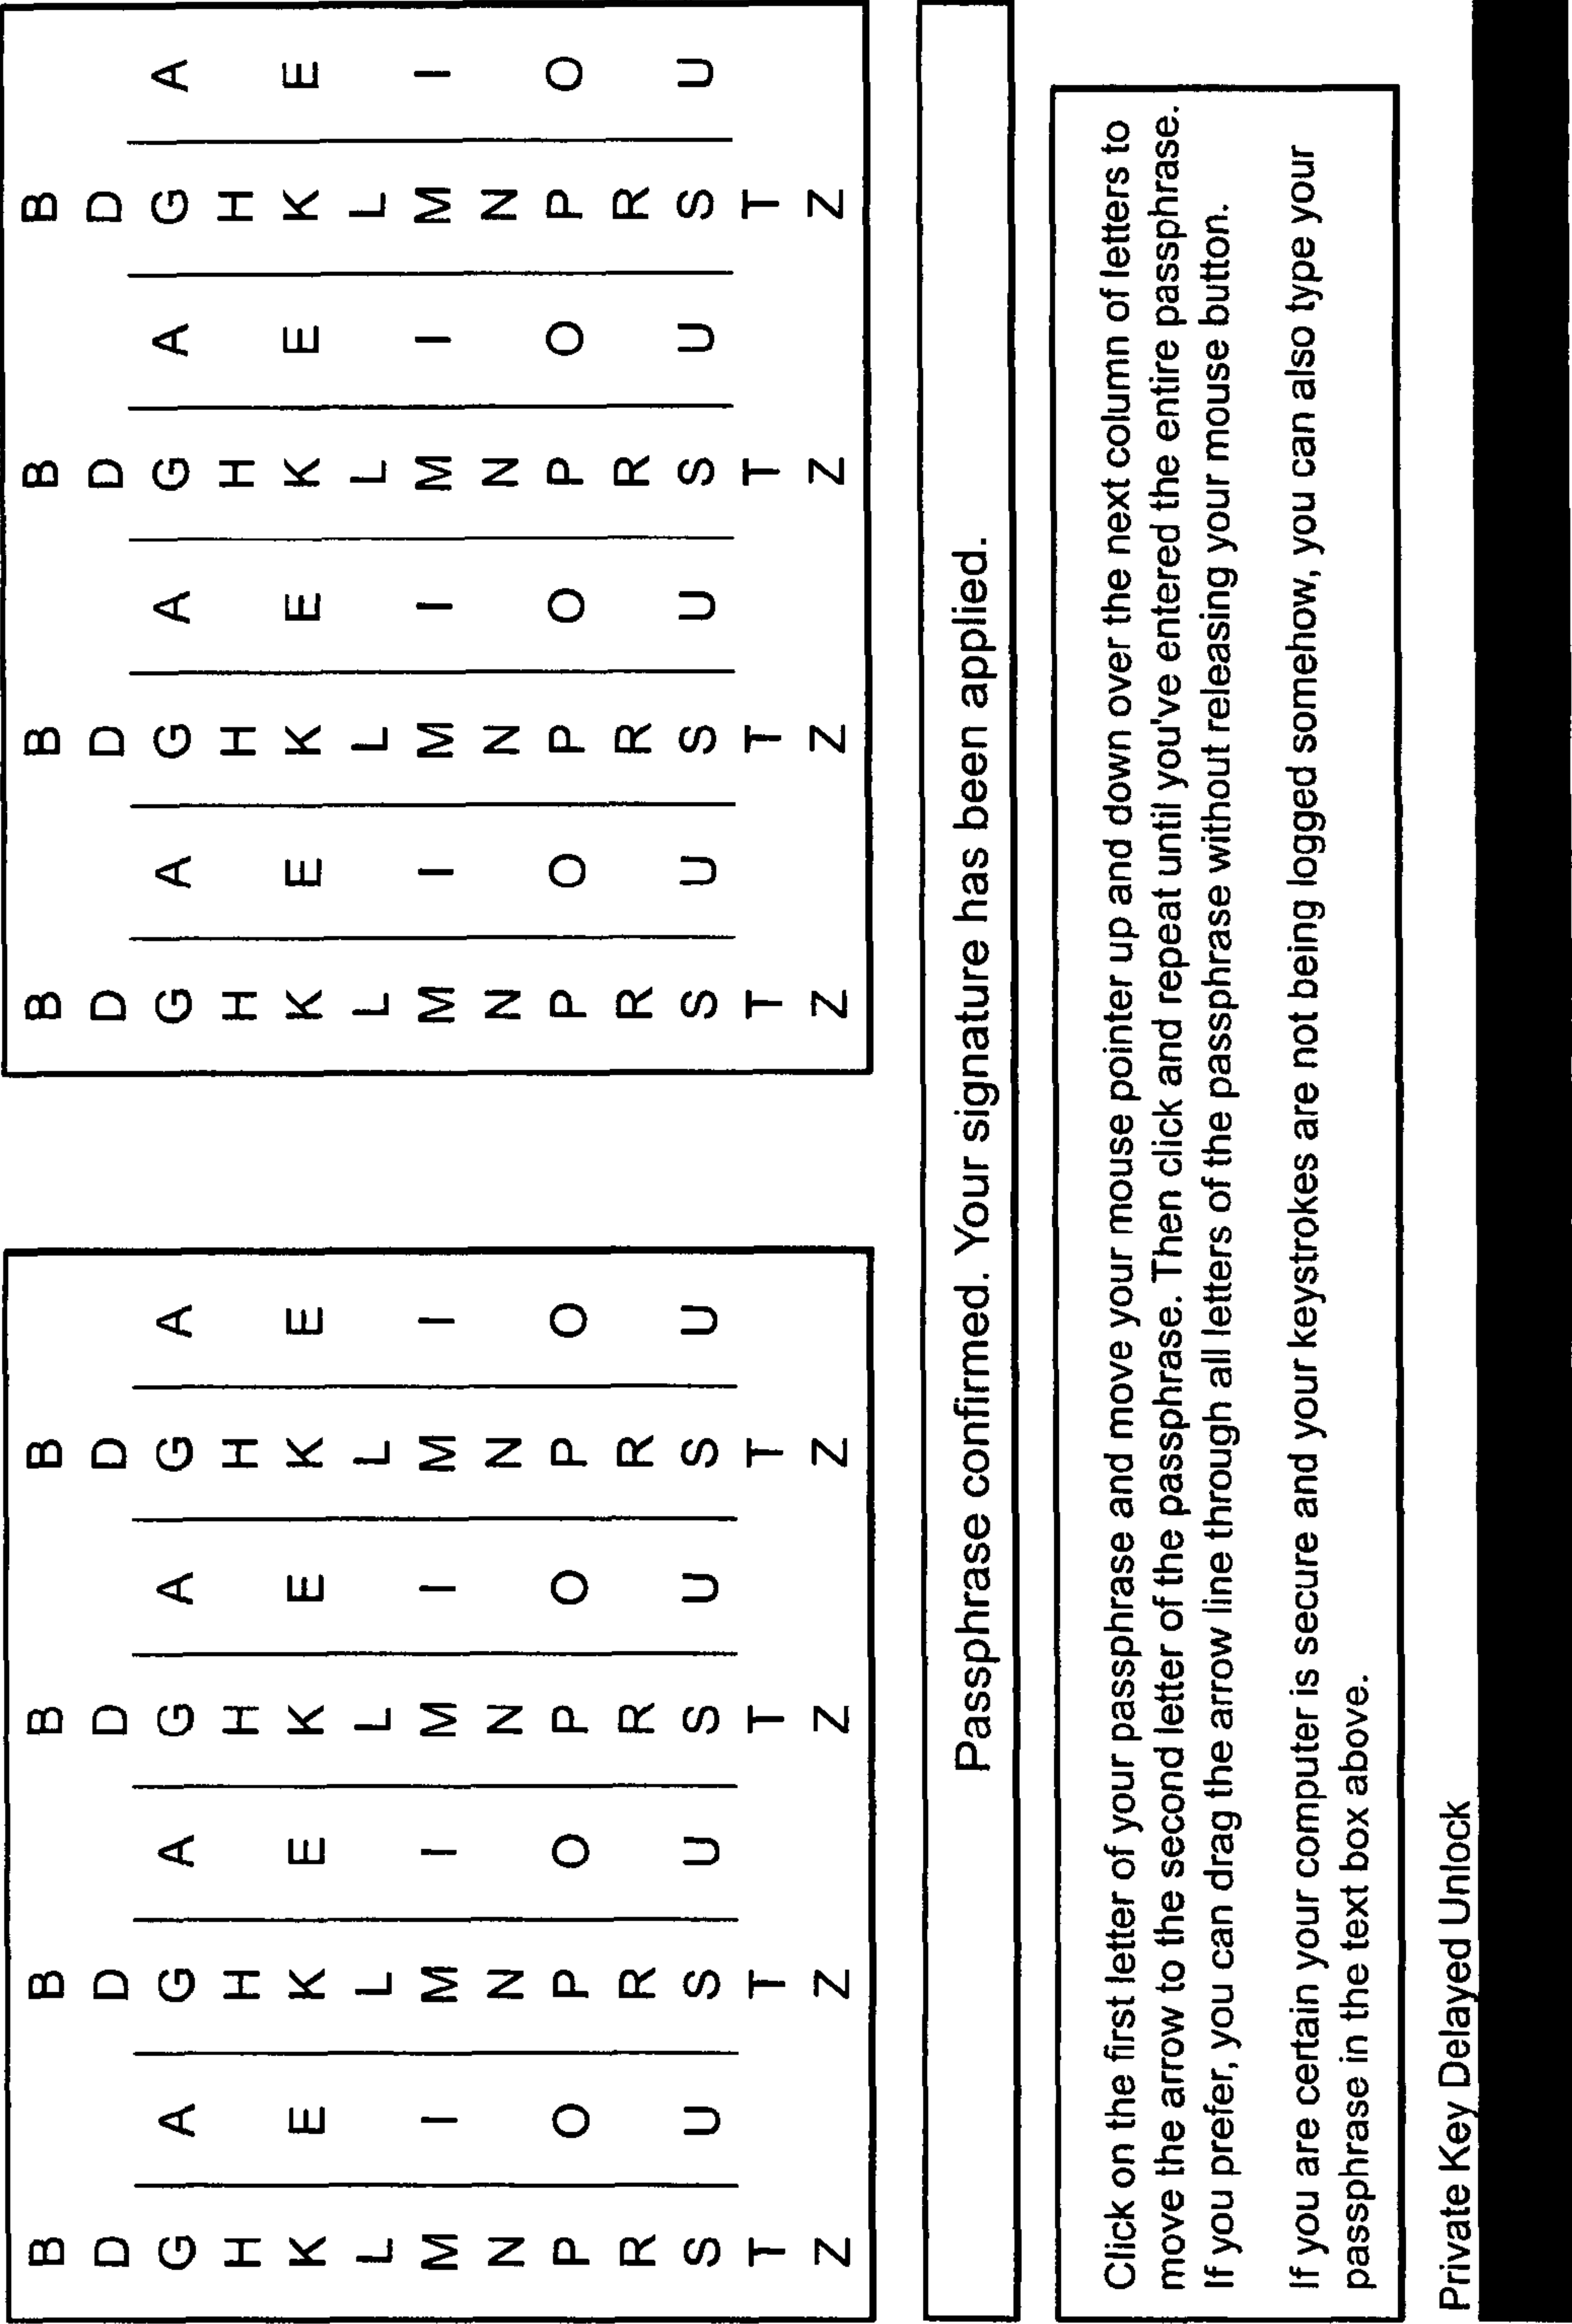 B B B B
D D D D
G A G A G A G A
H H H H
K E K E K E K E
L L L L
M I M I M I M I
N N N N
P O P O P O P O
R R R R
S U S U S U S U
T T T T
Z Z Z Z
B B B B
D D D D
G A G A G A G A
H H H H
K E K E K E K E
L L L L
M I M I M I M I
N N N N
P O P O P O P O
R R R R
S U S U S U S U
T T T T
Z Z Z Z
Passphrase confirmed. Your signature has been applied.
Click on the first letter of your passphrase and move your mouse pointer up and down over the next column of letters to
move the arrow to the second letter of the passphrase. Then click and repeat until you've entered the entire passphrase.
If you prefer, you can drag the arrow line through all letters of the passphrase without releasing your mouse button.
If you are certain your computer is secure and your keystrokes are not being logged somehow, you can also type your
passphrase in the text box above.
Private Key Delayed Unlock